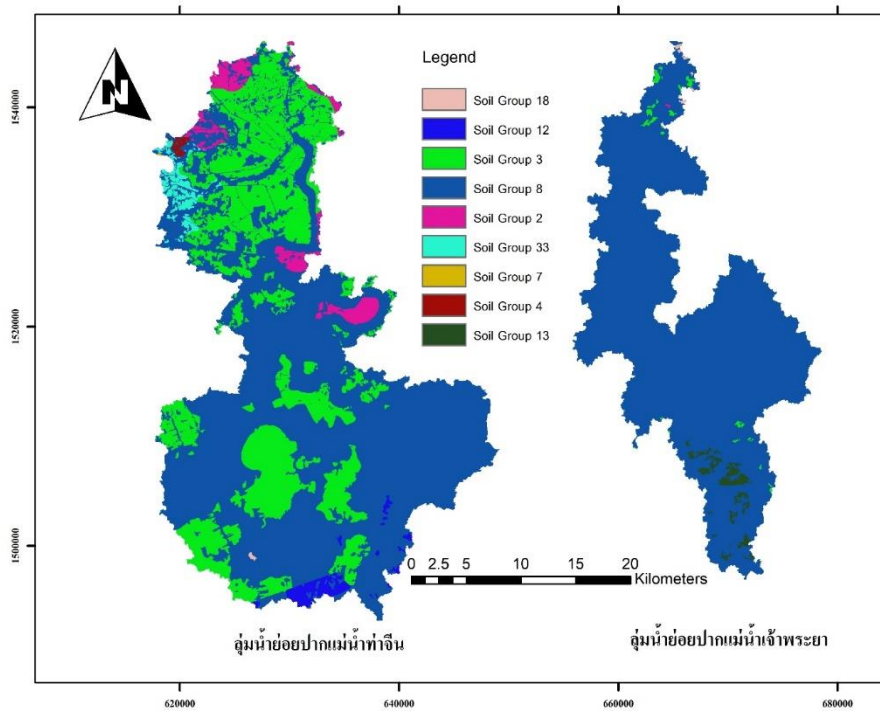 N
Legend
Soil Group 18
Soil Group 12
Soil Group 3
Soil Group 8
Soil Group 2
Soil Group 33
Soil Group 7
Soil Group 4
Soil Group 13
1540000
1520000
1500000
0 2.5 5 10 15 20
Kilometers
ลุ่มน้ำย่อยปากแม่น้ำท่าจีน
ลุ่มน้ำย่อยปากแม่น้ำเจ้าพระยา
620000 640000 660000 680000